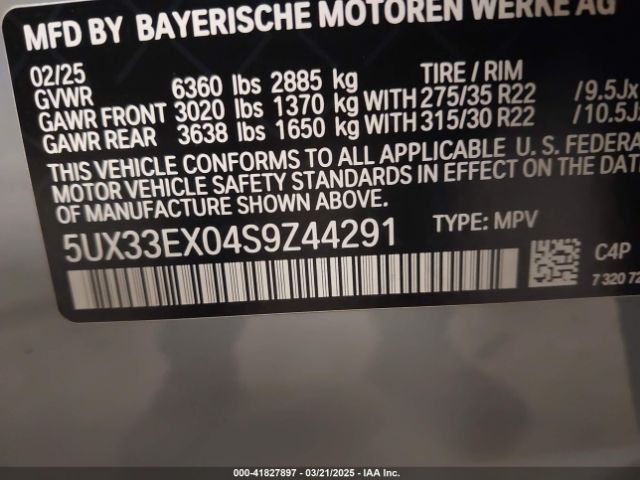 MFD BY BAYERISCHE MOTOREN WERKE AG
02/25
GVWR 6360 lbs 2885 kg TIRE / RIM
GAWR FRONT 3020 lbs 1370 kg WITH 275/35 R22 /9.5Jx
GAWR REAR 3638 lbs 1650 kg WITH 315/30 R22 /10.5J
THIS VEHICLE CONFORMS TO ALL APPLICABLE U. S. FEDERA
MOTOR VEHICLE SAFETY STANDARDS IN EFFECT ON THE DAT
OF MANUFACTURE SHOWN ABOVE.
5UX33EX04S9Z44291 TYPE: MPV
C4P
7 320 72
000-41827897 - 03/21/2025 - IAA Inc.